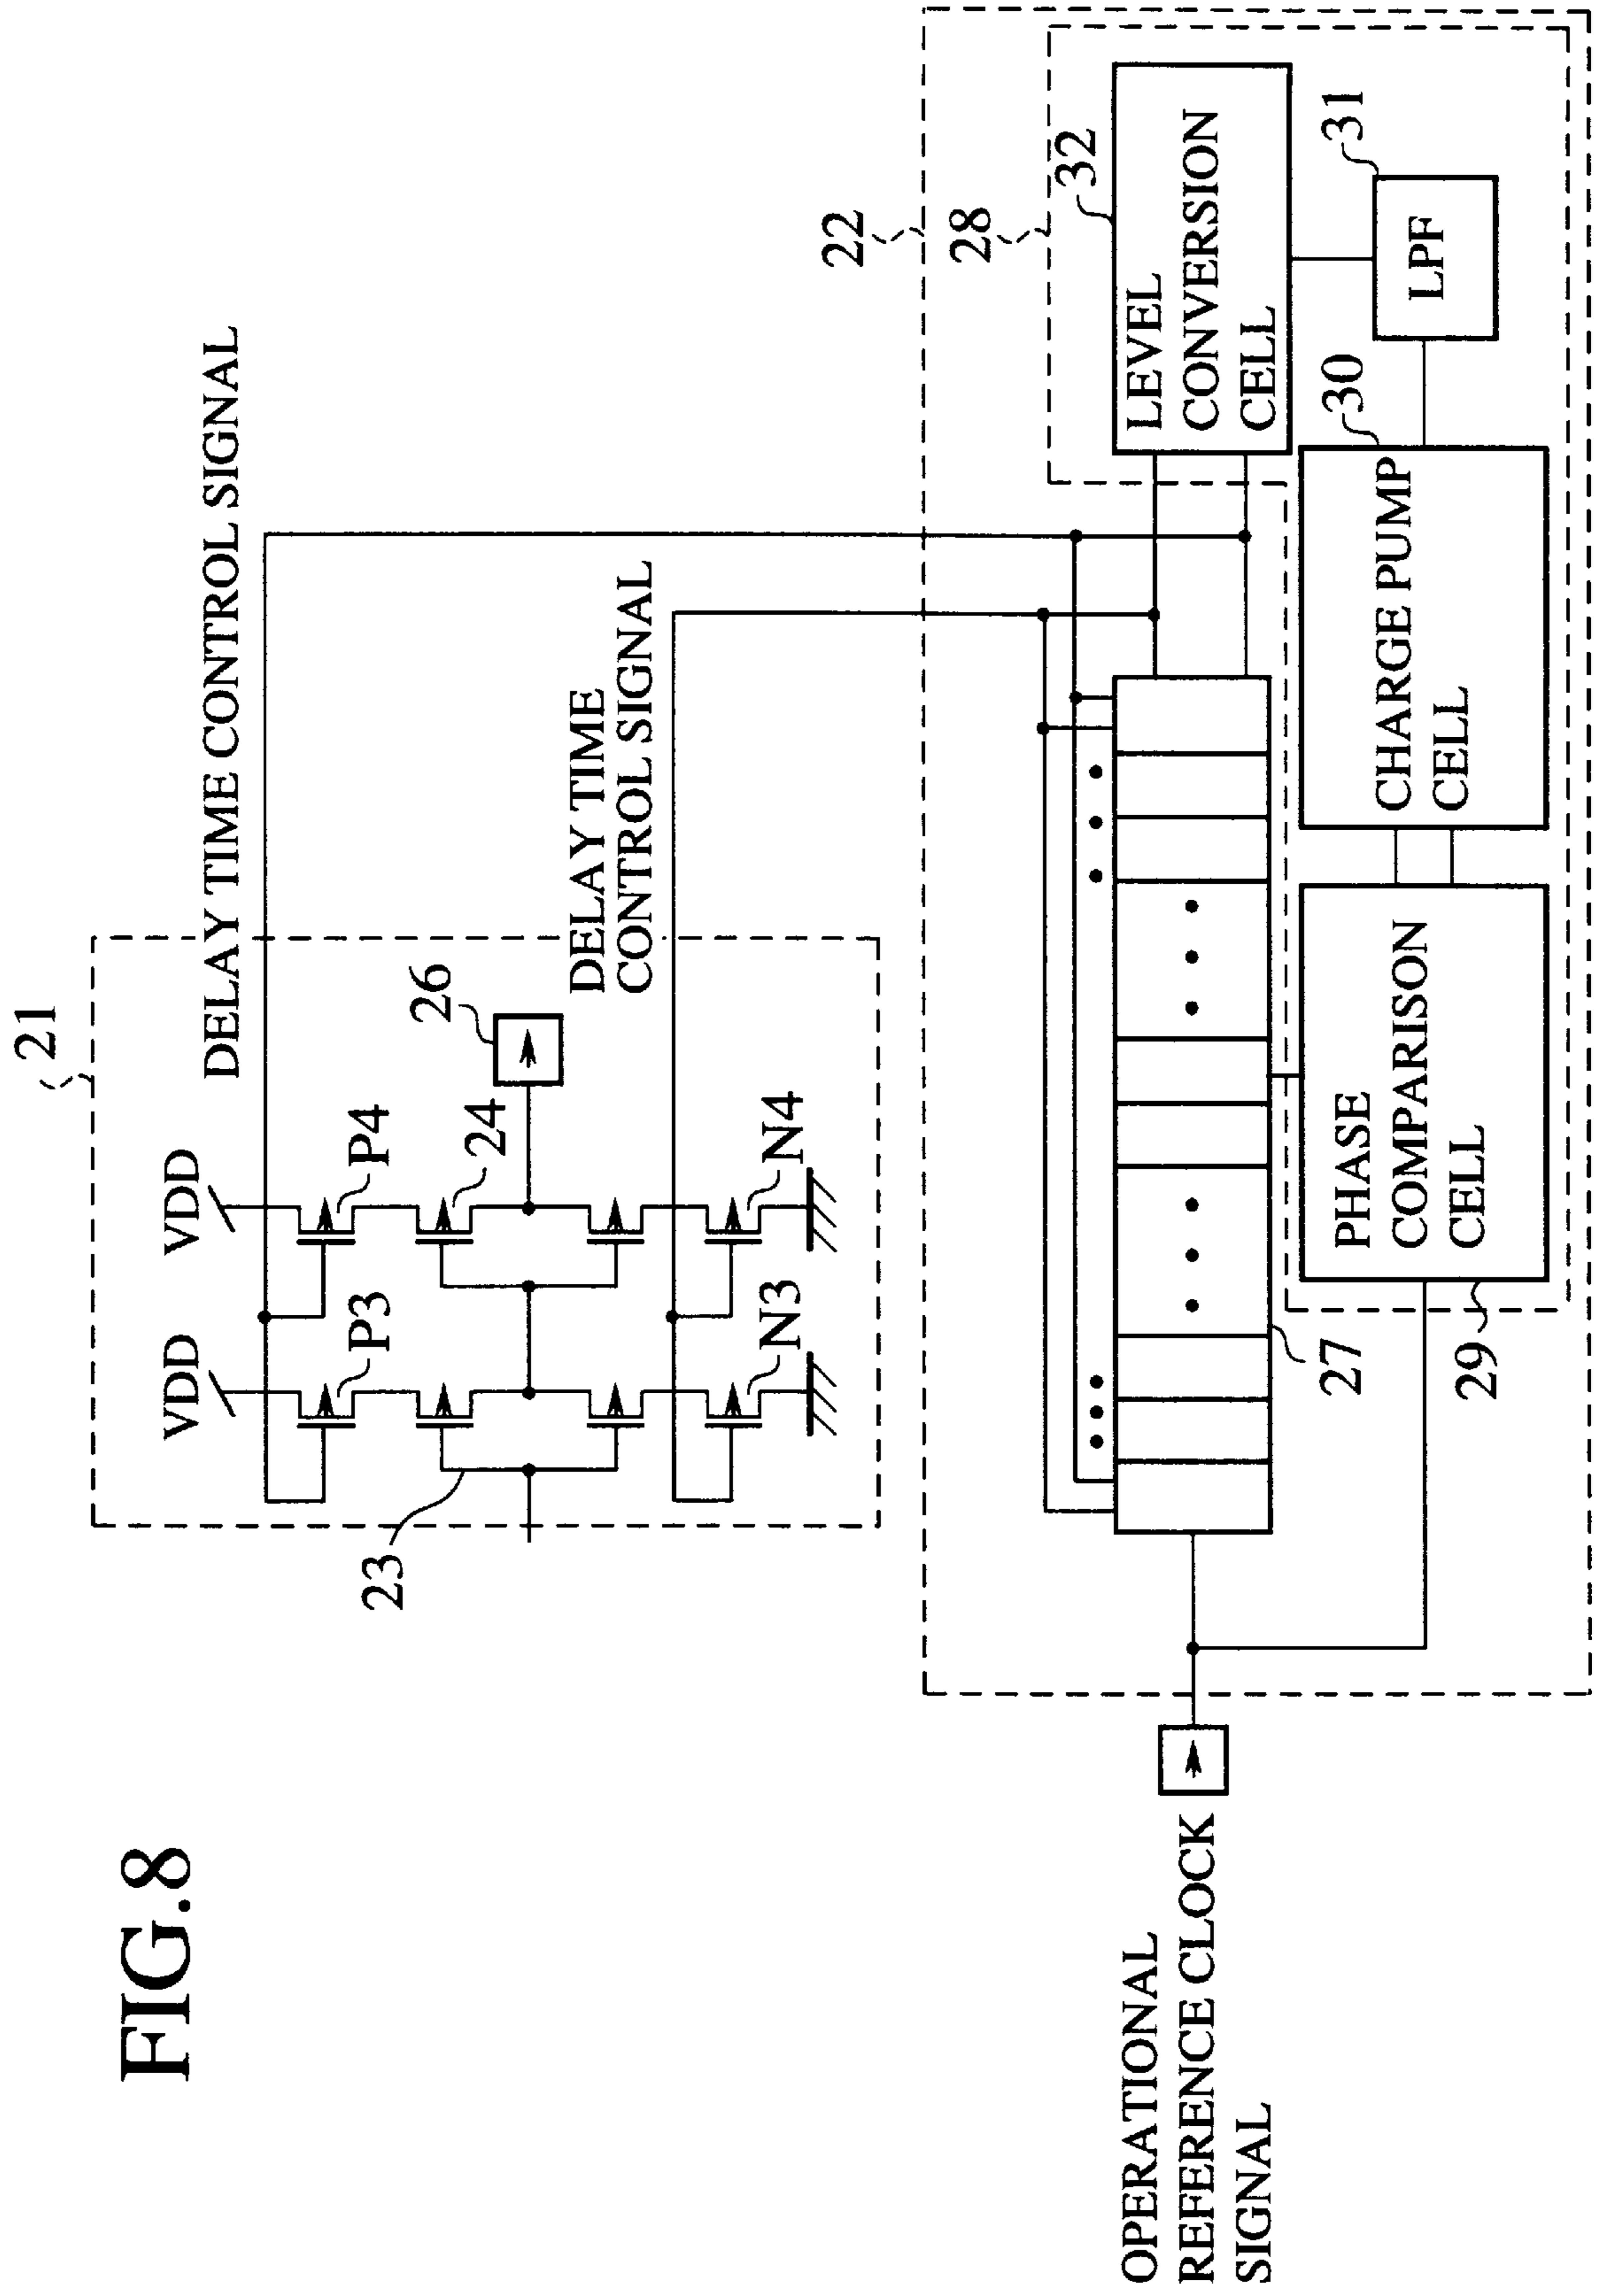 FIG.8
21
DELAY TIME CONTROL SIGNAL
VDD
VDD
P3
P4
23
24
26
DELAY TIME
CONTROL SIGNAL
N3
N4
22
28
32
LEVEL
CONVERSION
CELL
31
LPF
30
CHARGE PUMP
CELL
27
PHASE
COMPARISON
CELL
29
OPERATIONAL
REFERENCE CLOCK
SIGNAL